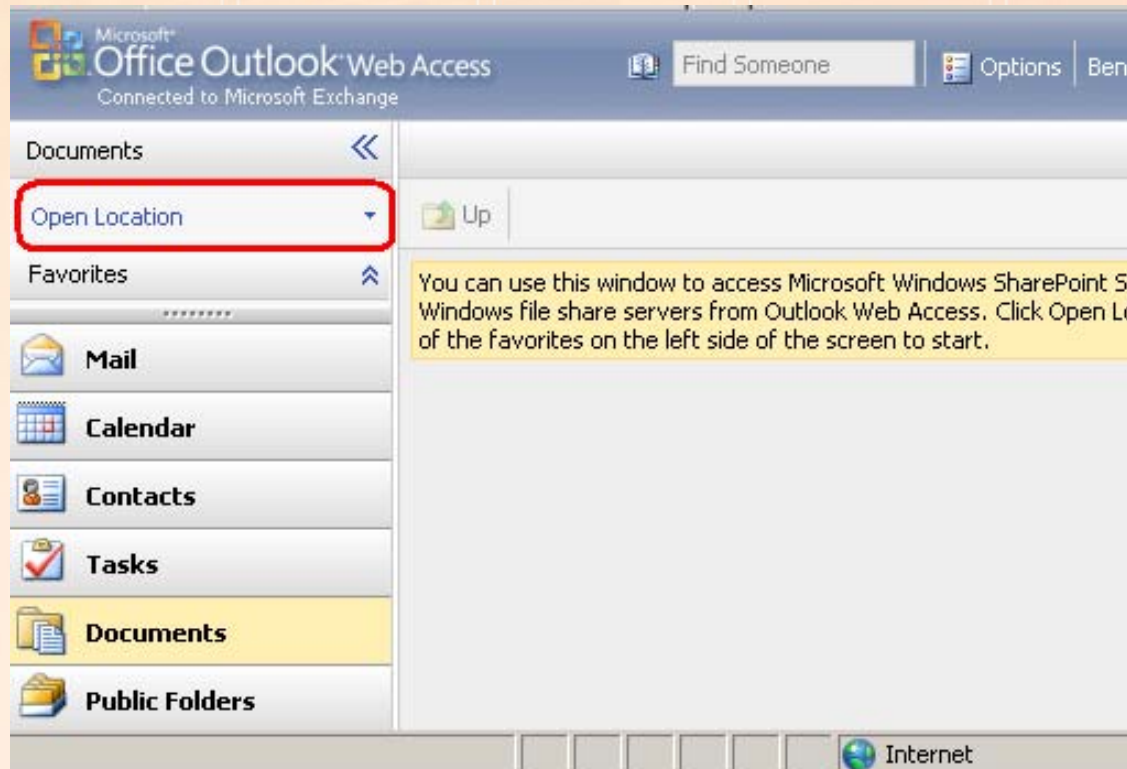 Microsoft®
Office Outlook® Web Access
Connected to Microsoft Exchange
Find Someone
Options
Ben
Documents
Open Location
Up
Favorites
You can use this window to access Microsoft Windows SharePoint S
Windows file share servers from Outlook Web Access. Click Open Lo
of the favorites on the left side of the screen to start.
Mail
Calendar
Contacts
Tasks
Documents
Public Folders
Internet